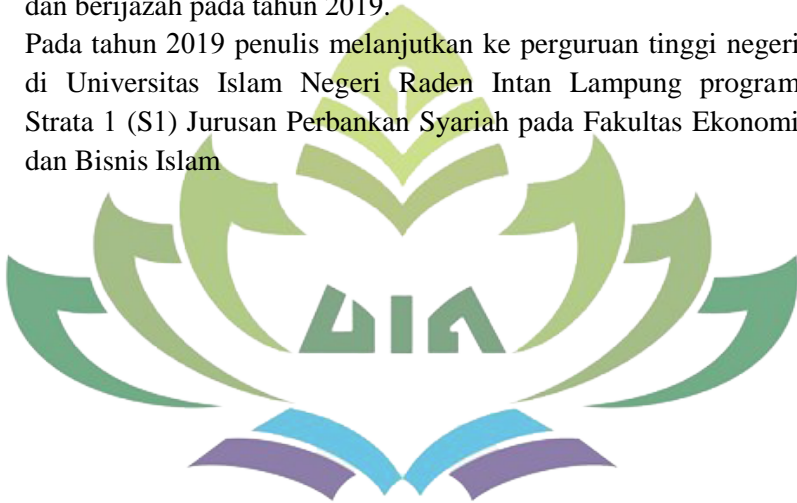 dan berijazah pada tahun 2019.
Pada tahun 2019 penulis melanjutkan ke perguruan tinggi negeri
di Universitas Islam Negeri Raden Intan Lampung program
Strata 1 (S1) Jurusan Perbankan Syariah pada Fakultas Ekonomi
dan Bisnis Islam
UIN